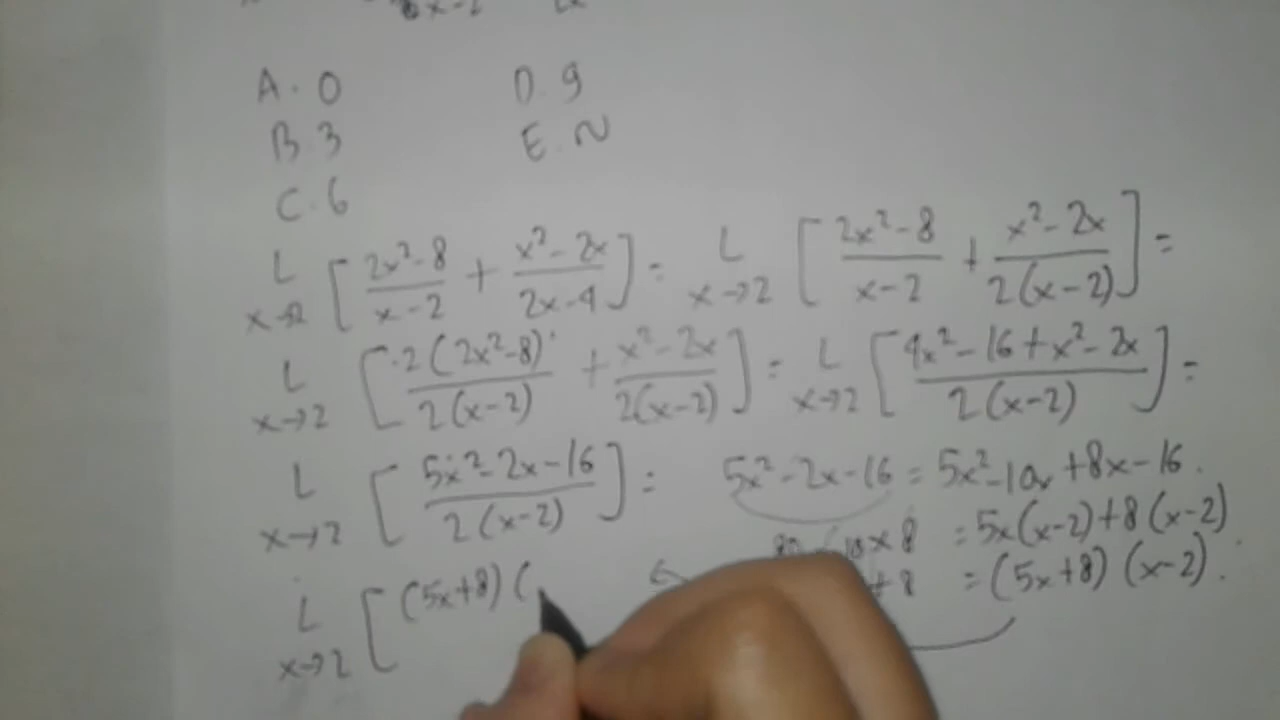 A. 0 D. 9
B. 3 E. ~
C. 6
L x→2 [ (2x²-8)/(x-2) + (x²-2x)/(2x-4) ] = L x→2 [ (2x²-8)/(x-2) + (x²-2x)/(2(x-2)) ] =
L x→2 [ 2(2x²-8)/(2(x-2)) + (x²-2x)/(2(x-2)) ] = L x→2 [ (4x²-16+x²-2x)/(2(x-2)) ] =
L x→2 [ (5x²-2x-16)/(2(x-2)) ] = 5x²-2x-16 = 5x²-10x+8x-16.
x 8 = 5x(x-2)+8(x-2)
+8 = (5x+8)(x-2).
L x→2 [ (5x+8)(